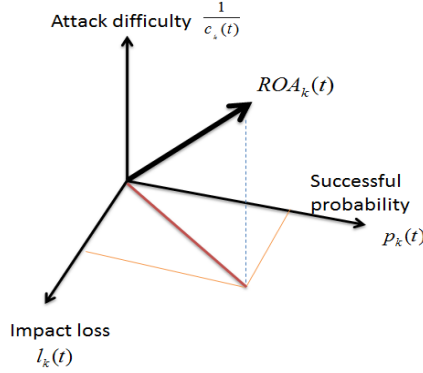 Attack difficulty 1/c_k(t)
ROA_k(t)
Successful
probability
p_k(t)
Impact loss
l_k(t)